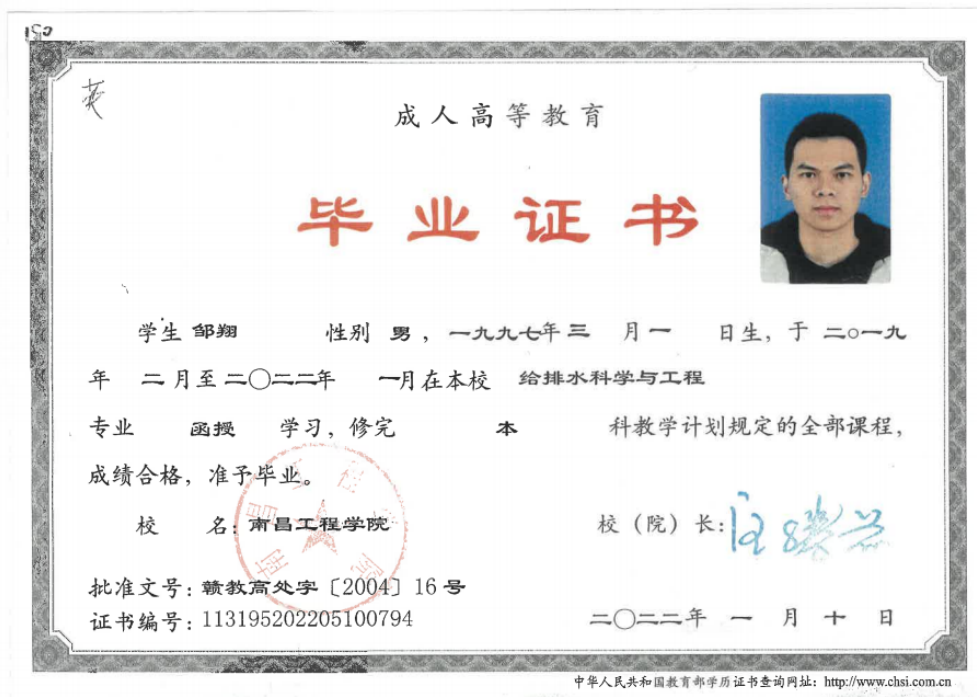 成人高等教育
毕业证书
学生 邹翔 性别 男，一九九七年 三 月 一 日生，于 二○一九
年 二 月至 二○二二年 一月在本校 给排水科学与工程
专业 函授 学习，修完 本 科教学计划规定的全部课程，
成绩合格，准予毕业。
校 名：南昌工程学院 校（院）长：
批准文号：赣教高处字〔2004〕16号
证书编号：113195202205100794 二○二二年 一 月 十 日
南昌工程学院
中华人民共和国教育部学历证书查询网址：http://www.chsi.com.cn